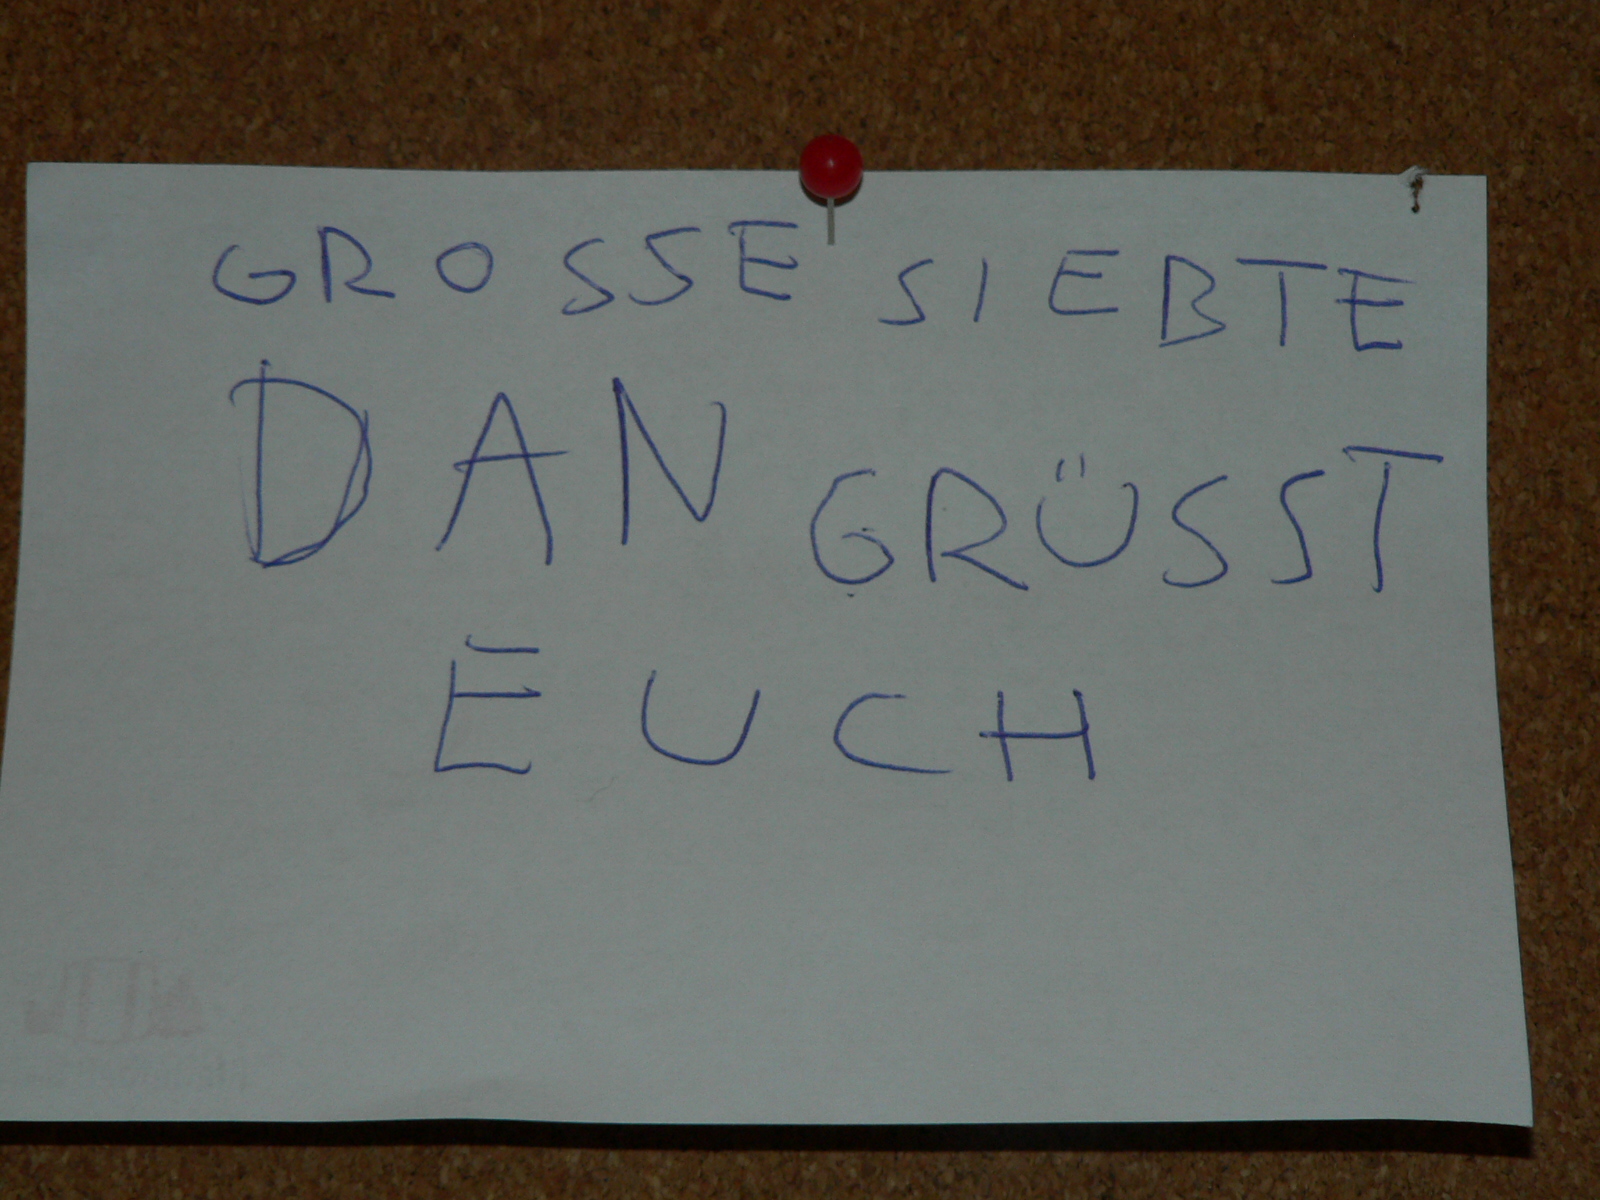 GROSSE SIEBTE
DAN GRÜSST
EUCH